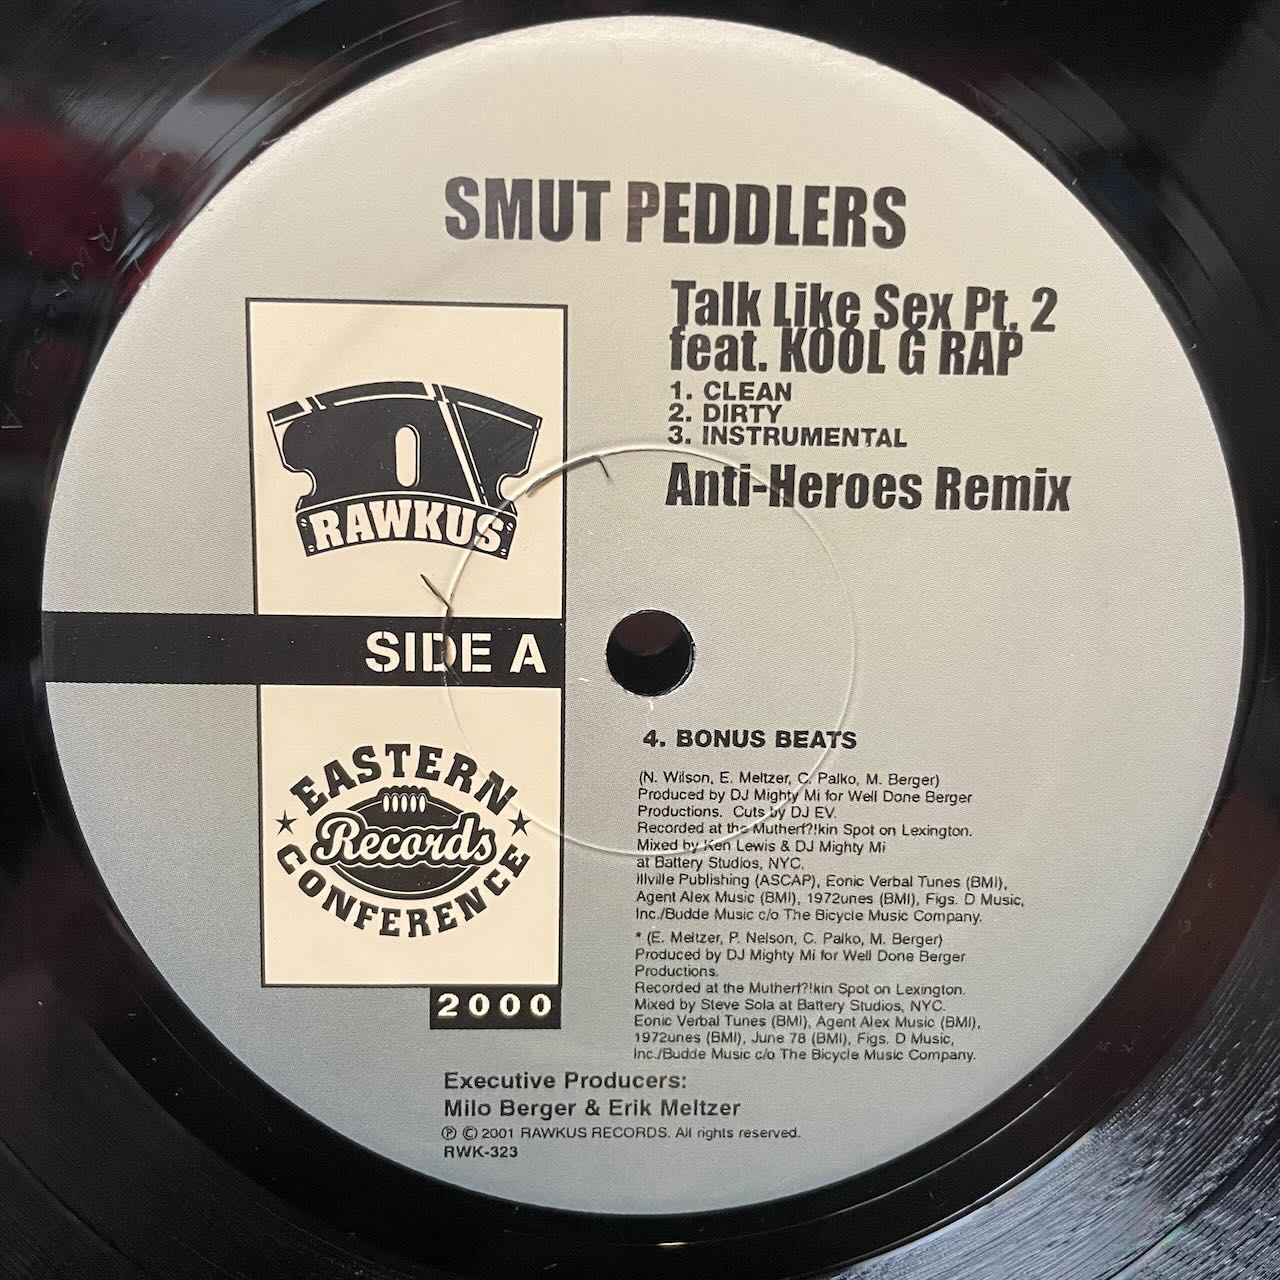 SMUT PEDDLERS
Talk Like Sex Pt. 2
feat. KOOL G RAP
1. CLEAN
2. DIRTY
3. INSTRUMENTAL
Anti-Heroes Remix
RAWKUS
SIDE A
EASTERN
Records
CONFERENCE
2000
4. BONUS BEATS
(N. Wilson, E. Meltzer, C. Palko, M. Berger)
Produced by DJ Mighty Mi for Well Done Berger
Productions. Cuts by DJ EV.
Recorded at the Mutherf?!kin Spot on Lexington.
Mixed by Ken Lewis & DJ Mighty Mi
at Battery Studios, NYC.
Illville Publishing (ASCAP), Eonic Verbal Tunes (BMI),
Agent Alex Music (BMI), 1972unes (BMI), Figs. D Music,
Inc./Budde Music c/o The Bicycle Music Company.
* (E. Meltzer, P. Nelson, C. Palko, M. Berger)
Produced by DJ Mighty Mi for Well Done Berger
Productions.
Recorded at the Mutherf?!kin Spot on Lexington.
Mixed by Steve Sola at Battery Studios, NYC.
Eonic Verbal Tunes (BMI), Agent Alex Music (BMI),
1972unes (BMI), June 78 (BMI), Figs. D Music,
Inc./Budde Music c/o The Bicycle Music Company.
Executive Producers:
Milo Berger & Erik Meltzer
℗ © 2001 RAWKUS RECORDS. All rights reserved.
RWK-323